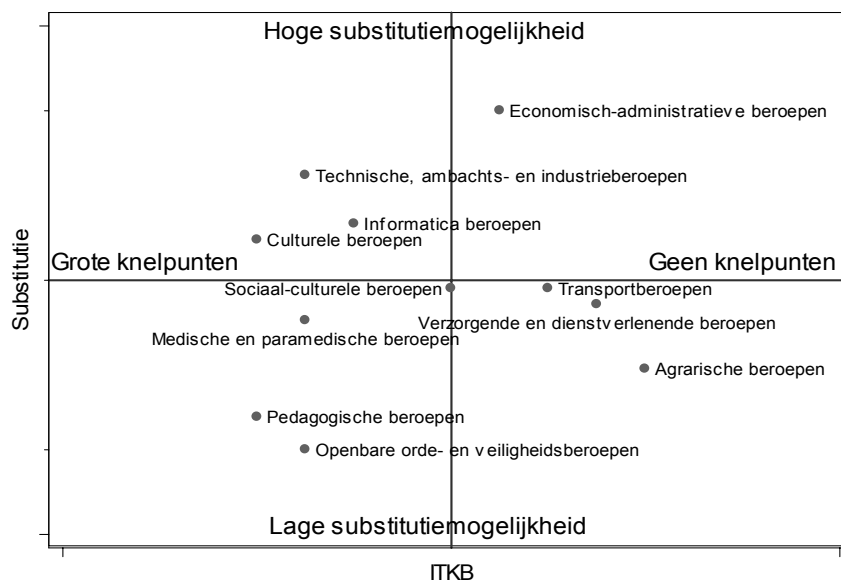 Hoge substitutiemogelijkheid
Economisch-administratieve beroepen
Technische, ambachts- en industrieberoepen
Informatica beroepen
Culturele beroepen
Grote knelpunten
Geen knelpunten
Substitutie
Sociaal-culturele beroepen
Transportberoepen
Verzorgende en dienstverlenende beroepen
Medische en paramedische beroepen
Agrarische beroepen
Pedagogische beroepen
Openbare orde- en veiligheidsberoepen
Lage substitutiemogelijkheid
ITKB